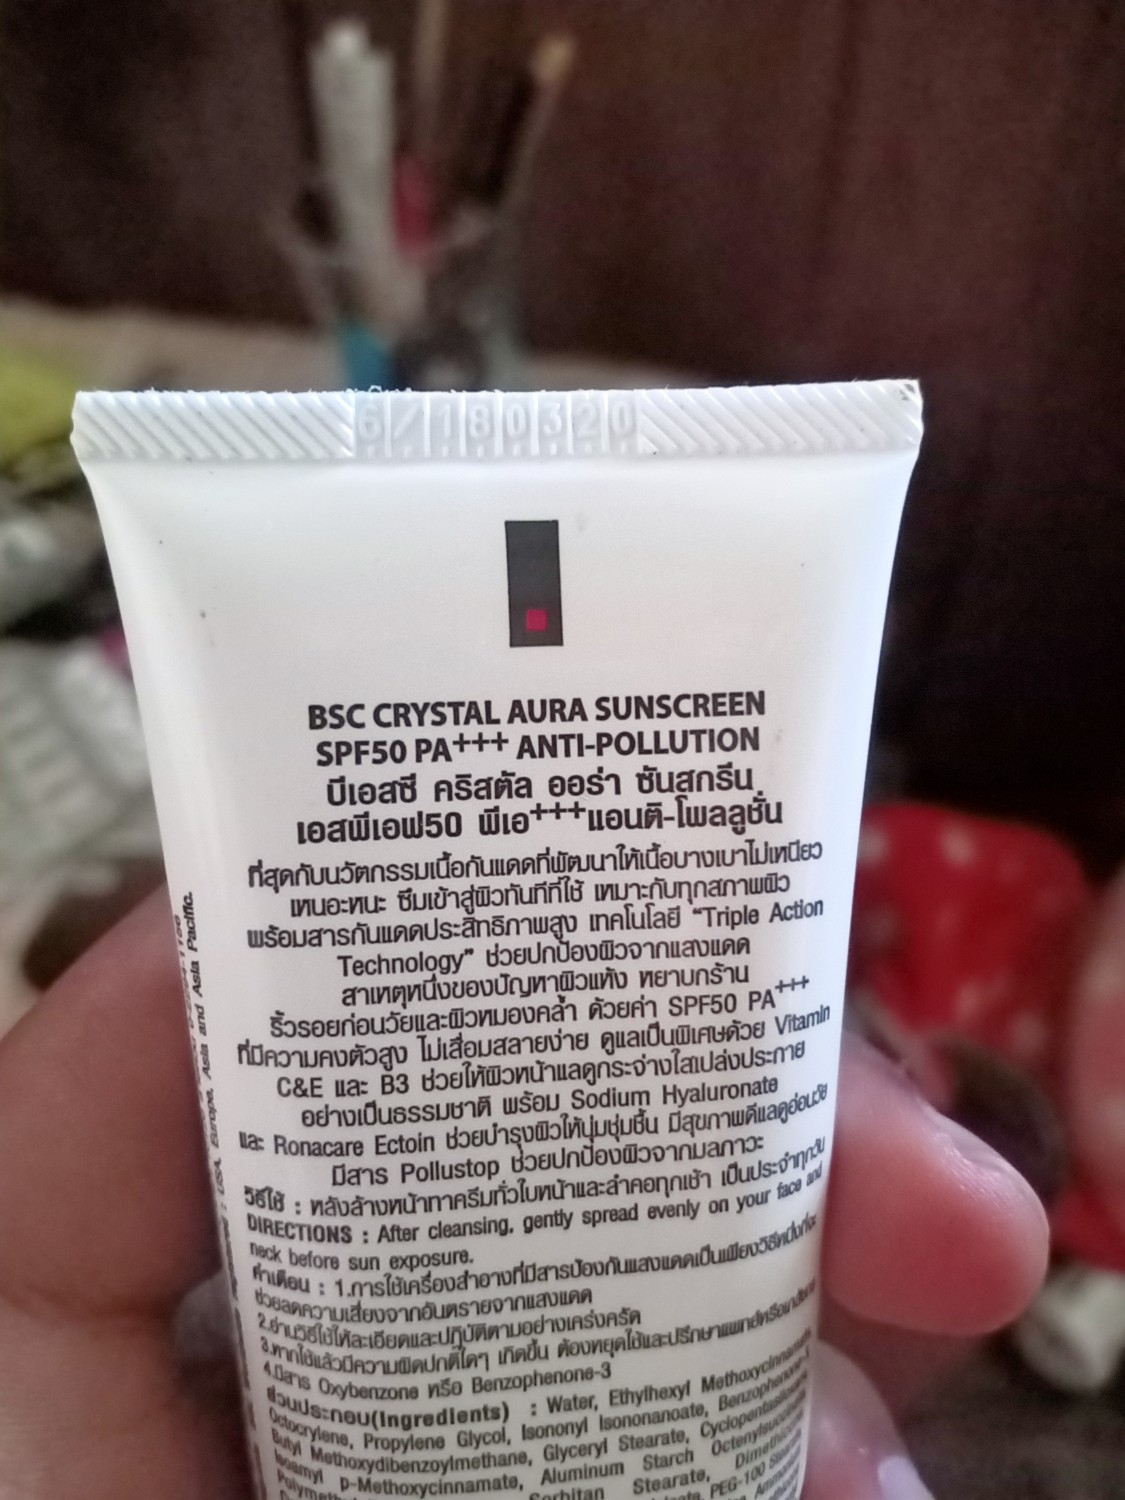 6/180320
BSC CRYSTAL AURA SUNSCREEN
SPF50 PA+++ ANTI-POLLUTION
บีเอสซี คริสตัล ออร่า ซันสกรีน
เอสพีเอฟ50 พีเอ+++แอนติ-โพลลูชั่น
ที่สุดกับนวัตกรรมเนื้อกันแดดที่พัฒนาให้เนื้อบางเบาไม่เหนียว
เหนอะหนะ ซึมเข้าสู่ผิวทันทีที่ใช้ เหมาะกับทุกสภาพผิว
พร้อมสารกันแดดประสิทธิภาพสูง เทคโนโลยี "Triple Action
Technology" ช่วยปกป้องผิวจากแสงแดด
สาเหตุหนึ่งของปัญหาผิวแห้ง หยาบกร้าน
ริ้วรอยก่อนวัยและผิวหมองคล้ำ ด้วยค่า SPF50 PA+++
ที่มีความคงตัวสูง ไม่เสื่อมสลายง่าย ดูแลเป็นพิเศษด้วย Vitamin
C&E และ B3 ช่วยให้ผิวหน้าแลดูกระจ่างใสเปล่งประกาย
อย่างเป็นธรรมชาติ พร้อม Sodium Hyaluronate
และ Ronacare Ectoin ช่วยบำรุงผิวให้นุ่มชุ่มชื้น มีสุขภาพดีแลดูอ่อนวัย
มีสาร Pollustop ช่วยปกป้องผิวจากมลภาวะ
วิธีใช้ : หลังล้างหน้าทาครีมทั่วใบหน้าและลำคอทุกเช้า เป็นประจำทุกวัน
DIRECTIONS : After cleansing, gently spread evenly on your face and
neck before sun exposure.
คำเตือน : 1.การใช้เครื่องสำอางที่มีสารป้องกันแสงแดดเป็นเพียงวิธีหนึ่งที่จะ
ช่วยลดความเสี่ยงจากอันตรายจากแสงแดด
2.อ่านวิธีใช้ให้ละเอียดและปฏิบัติตามอย่างเคร่งครัด
3.หากใช้แล้วมีความผิดปกติใดๆ เกิดขึ้น ต้องหยุดใช้และปรึกษาแพทย์หรือเภสัชกร
4.มีสาร Oxybenzone หรือ Benzophenone-3
ส่วนประกอบ(Ingredients) : Water, Ethylhexyl Methoxycinnamate,
Octocrylene, Propylene Glycol, Isononyl Isononanoate, Benzophenone-3,
Butyl Methoxydibenzoylmethane, Glyceryl Stearate, Cyclopentasiloxane,
Isoamyl p-Methoxycinnamate, Aluminum Starch Octenylsuccinate,
Sorbitan Stearate, Dimethicone
PEG-100 Stearate
USA, Europe, Asia and Asia Pacific.